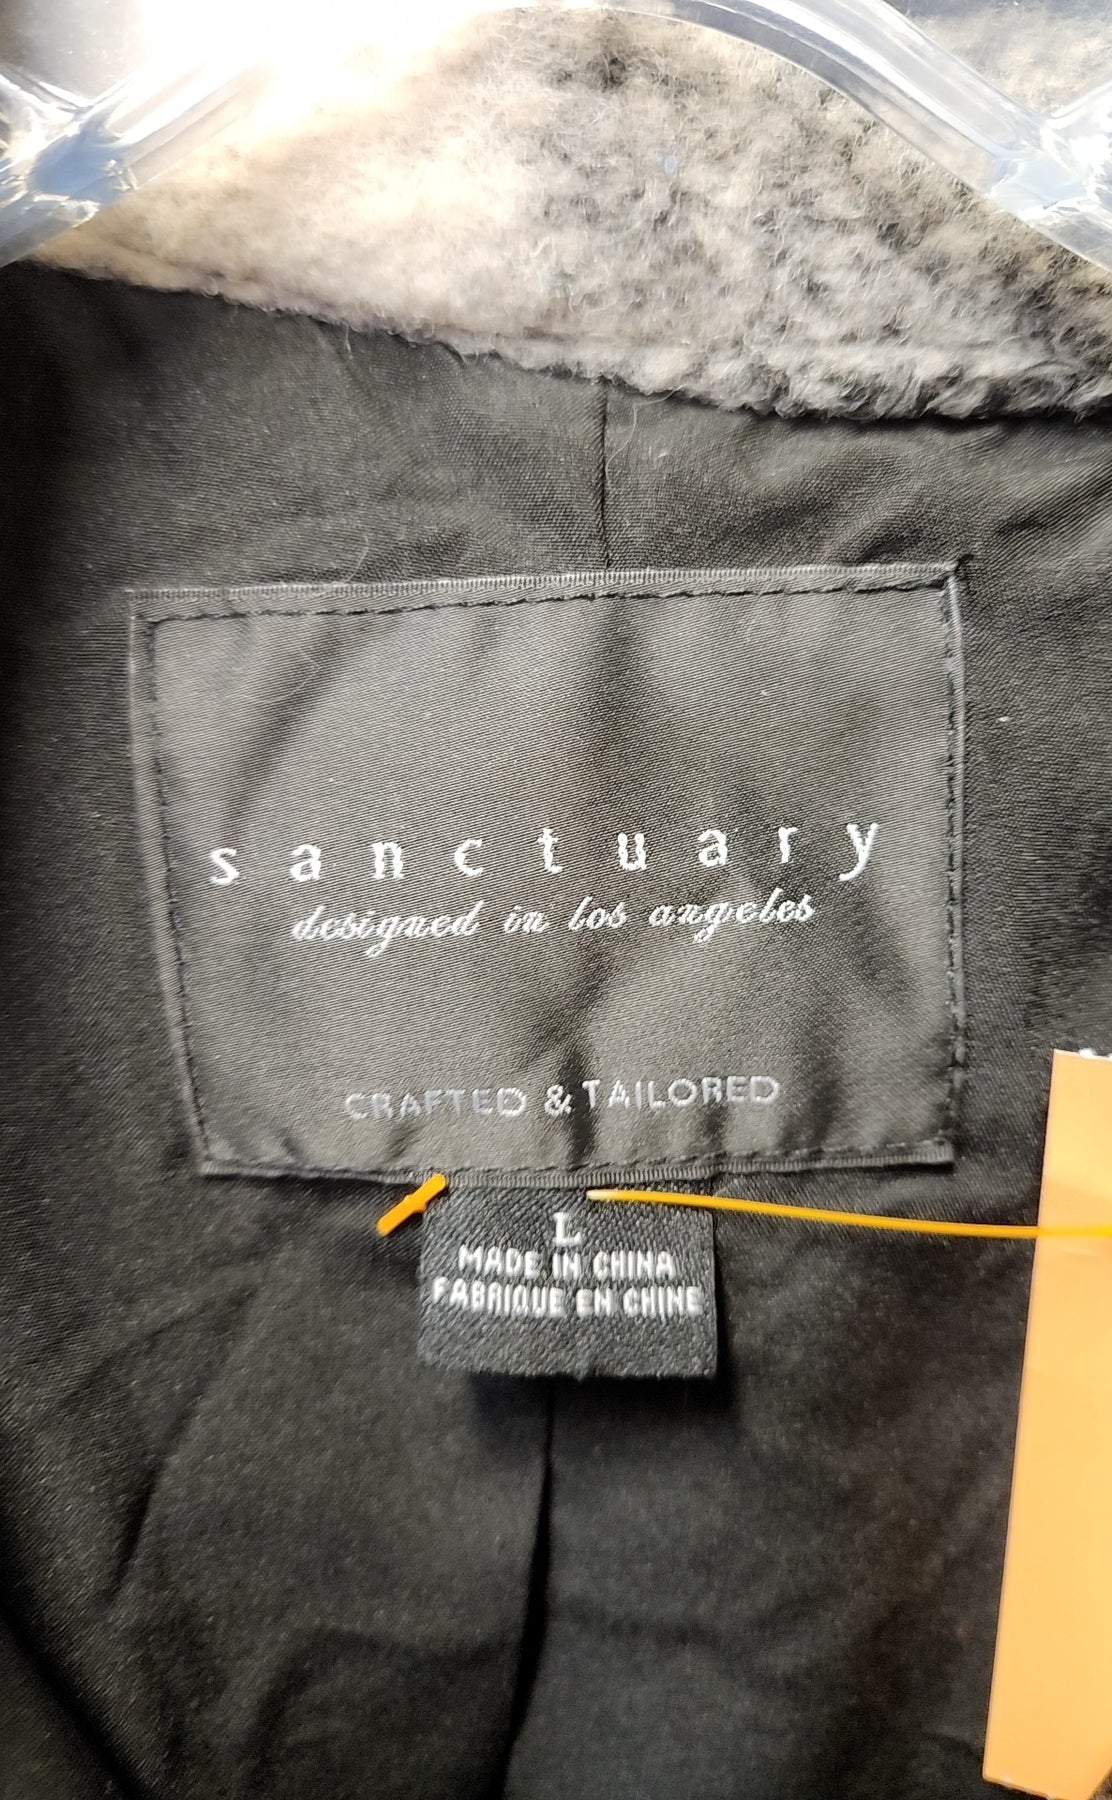 sanctuary
designed in los angeles
CRAFTED & TAILORED
L
MADE IN CHINA
FABRIQUE EN CHINE